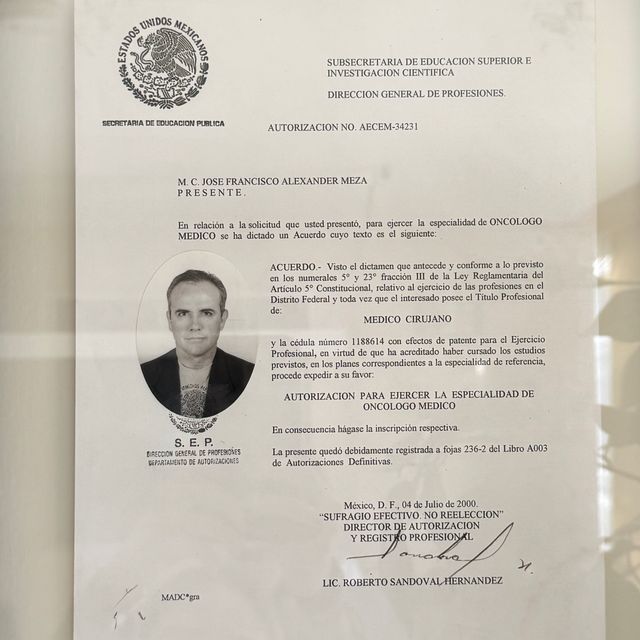 ESTADOS UNIDOS MEXICANOS
SECRETARIA DE EDUCACION PUBLICA
SUBSECRETARIA DE EDUCACION SUPERIOR E
INVESTIGACION CIENTIFICA
DIRECCION GENERAL DE PROFESIONES.
AUTORIZACION NO. AECEM-34231
M. C. JOSE FRANCISCO ALEXANDER MEZA
P R E S E N T E .
En relación a la solicitud que usted presentó, para ejercer la especialidad de ONCOLOGO
MEDICO se ha dictado un Acuerdo cuyo texto es el siguiente:
ACUERDO.- Visto el dictamen que antecede y conforme a lo previsto
en los numerales 5° y 23° fracción III de la Ley Reglamentaria del
Artículo 5° Constitucional, relativo al ejercicio de las profesiones en el
Distrito Federal y toda vez que el interesado posee el Título Profesional
de:
MEDICO CIRUJANO
y la cédula número 1188614 con efectos de patente para el Ejercicio
Profesional, en virtud de que ha acreditado haber cursado los estudios
previstos, en los planes correspondientes a la especialidad de referencia,
procede expedir a su favor:
AUTORIZACION PARA EJERCER LA ESPECIALIDAD DE
ONCOLOGO MEDICO
En consecuencia hágase la inscripción respectiva.
La presente quedó debidamente registrada a fojas 236-2 del Libro A003
de Autorizaciones Definitivas.
S. E. P.
DIRECCION GENERAL DE PROFESIONES
DEPARTAMENTO DE AUTORIZACIONES
México, D. F., 04 de Julio de 2000.
"SUFRAGIO EFECTIVO. NO REELECCION"
DIRECTOR DE AUTORIZACION
Y REGISTRO PROFESIONAL
LIC. ROBERTO SANDOVAL HERNANDEZ
MADC*gra